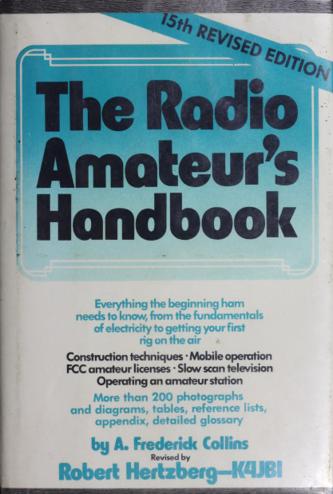 15th REVISED EDITION
The Radio
Amateur's
Handbook
Everything the beginning ham
needs to know, from the fundamentals
of electricity to getting your first
rig on the air
Construction techniques · Mobile operation
FCC amateur licenses · Slow scan television
Operating an amateur station
More than 200 photographs
and diagrams, tables, reference lists,
appendix, detailed glossary
by A. Frederick Collins
Revised by
Robert Hertzberg—K4JBI